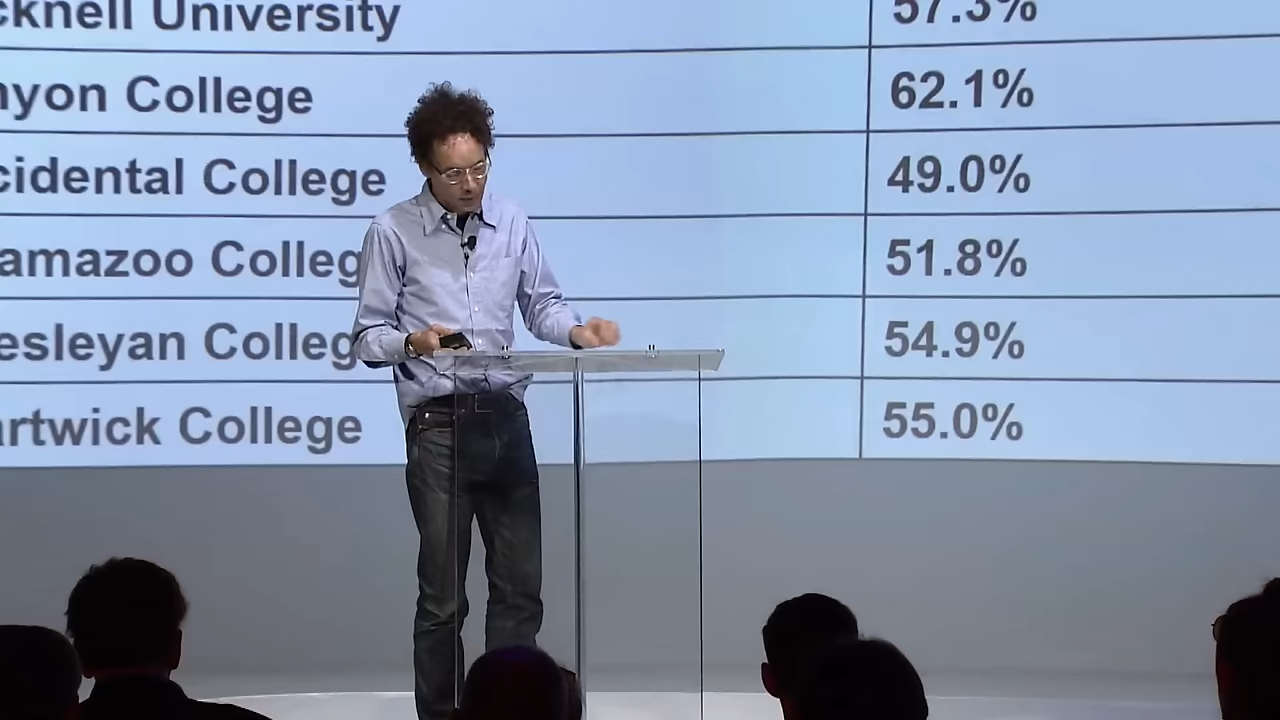 cknell University 57.3%
nyon College 62.1%
cidental College 49.0%
amazoo Colleg 51.8%
esleyan Colleg 54.9%
artwick College 55.0%